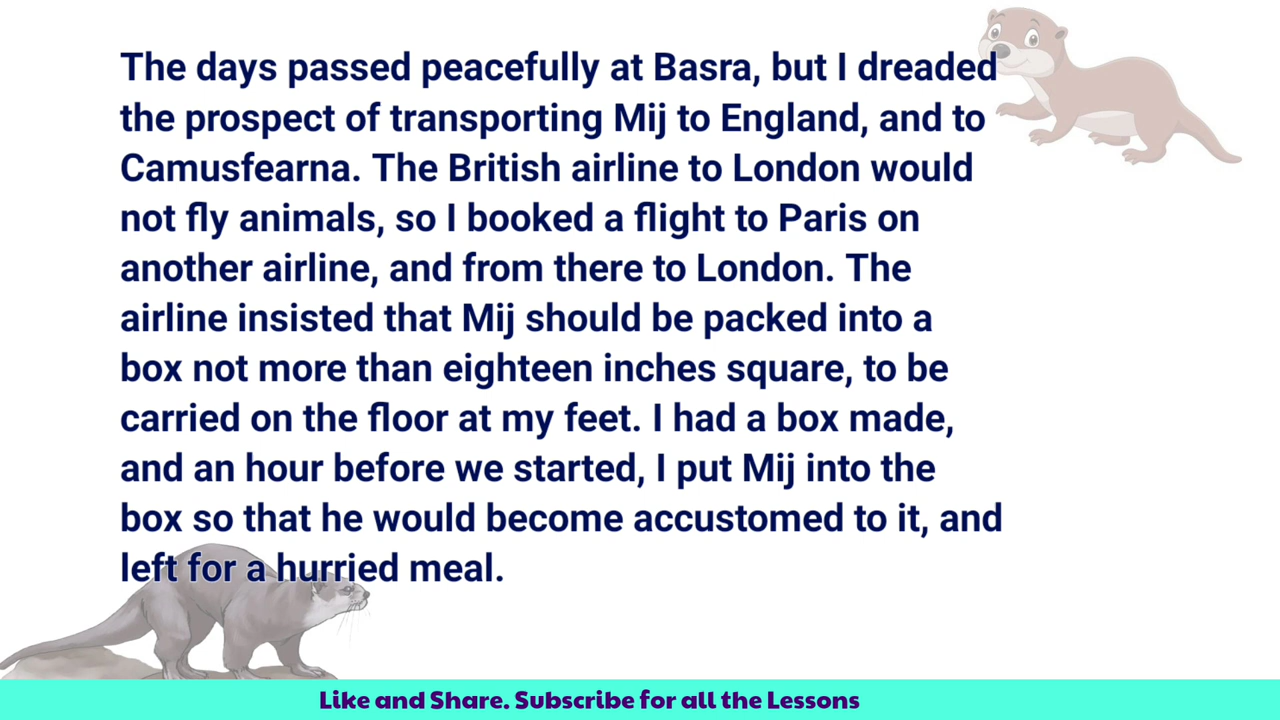 The days passed peacefully at Basra, but I dreaded
the prospect of transporting Mij to England, and to
Camusfearna. The British airline to London would
not fly animals, so I booked a flight to Paris on
another airline, and from there to London. The
airline insisted that Mij should be packed into a
box not more than eighteen inches square, to be
carried on the floor at my feet. I had a box made,
and an hour before we started, I put Mij into the
box so that he would become accustomed to it, and
left for a hurried meal.
Like and Share. Subscribe for all the Lessons